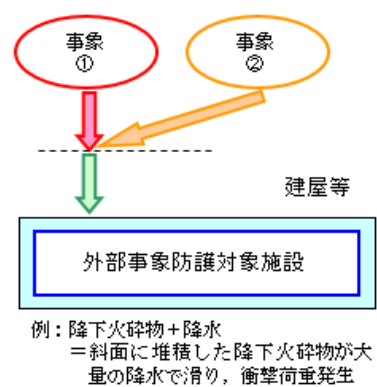 事象
①
事象
②
建屋等
外部事象防護対象施設
例：降下火砕物＋降水
＝斜面に堆積した降下火砕物が大
量の降水で滑り，衝撃荷重発生